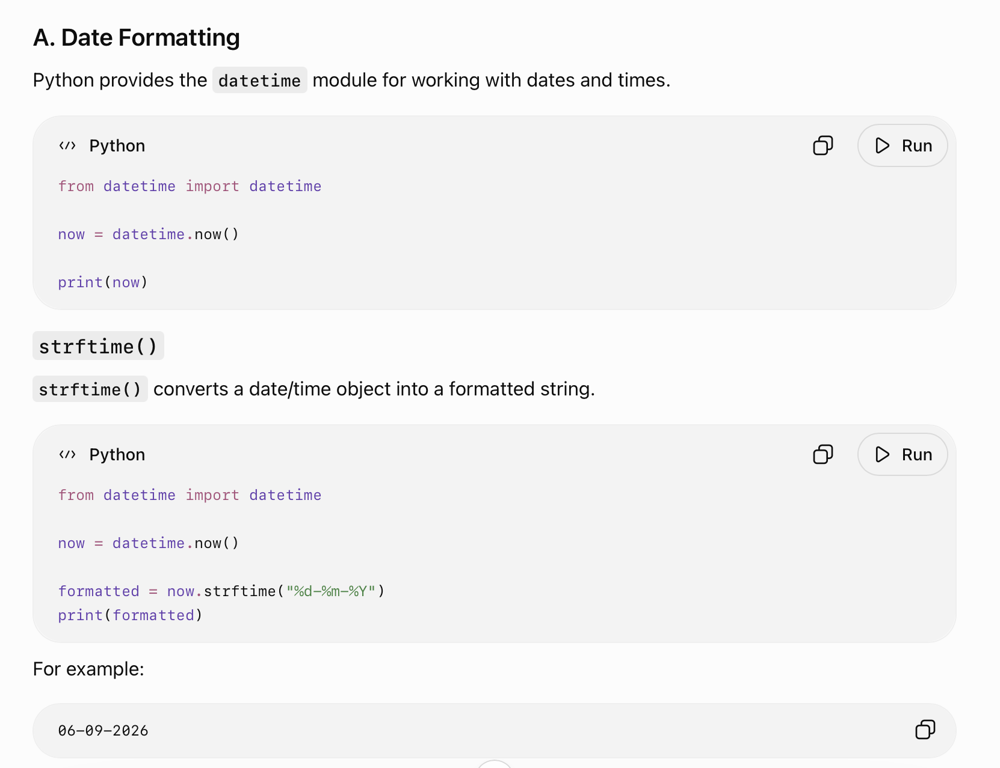 A. Date Formatting
Python provides the datetime module for working with dates and times.
Python
Run
from datetime import datetime
now = datetime.now()
print(now)
strftime()
strftime() converts a date/time object into a formatted string.
Python
Run
from datetime import datetime
now = datetime.now()
formatted = now.strftime("%d-%m-%Y")
print(formatted)
For example:
06-09-2026